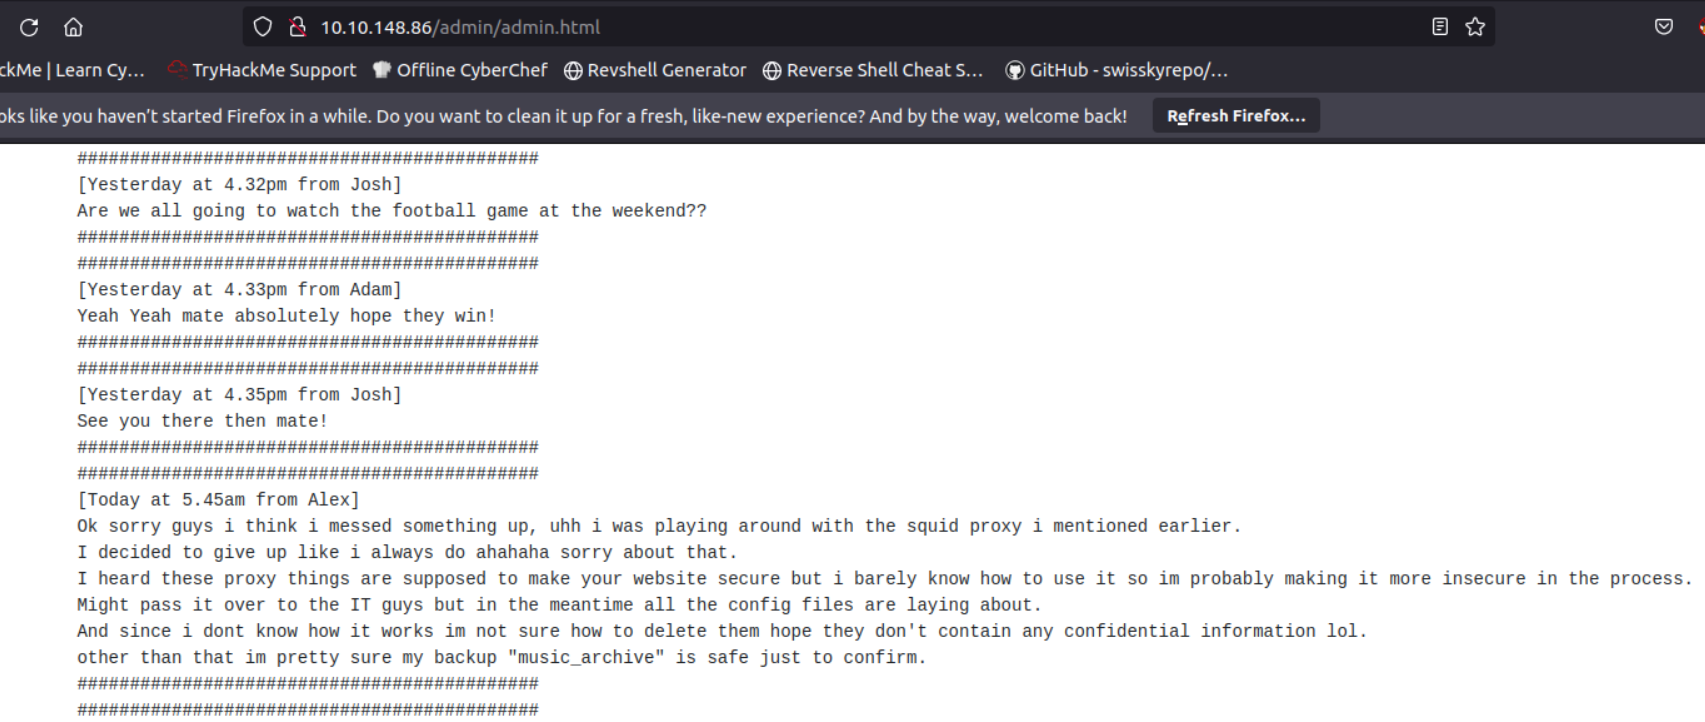 10.10.148.86/admin/admin.html
ckMe | Learn Cy… TryHackMe Support Offline CyberChef Revshell Generator Reverse Shell Cheat S… GitHub - swisskyrepo/…
oks like you haven't started Firefox in a while. Do you want to clean it up for a fresh, like-new experience? And by the way, welcome back! Refresh Firefox…
############################################
[Yesterday at 4.32pm from Josh]
Are we all going to watch the football game at the weekend??
############################################
############################################
[Yesterday at 4.33pm from Adam]
Yeah Yeah mate absolutely hope they win!
############################################
############################################
[Yesterday at 4.35pm from Josh]
See you there then mate!
############################################
############################################
[Today at 5.45am from Alex]
Ok sorry guys i think i messed something up, uhh i was playing around with the squid proxy i mentioned earlier.
I decided to give up like i always do ahahaha sorry about that.
I heard these proxy things are supposed to make your website secure but i barely know how to use it so im probably making it more insecure in the process.
Might pass it over to the IT guys but in the meantime all the config files are laying about.
And since i dont know how it works im not sure how to delete them hope they don't contain any confidential information lol.
other than that im pretty sure my backup "music_archive" is safe just to confirm.
############################################
############################################